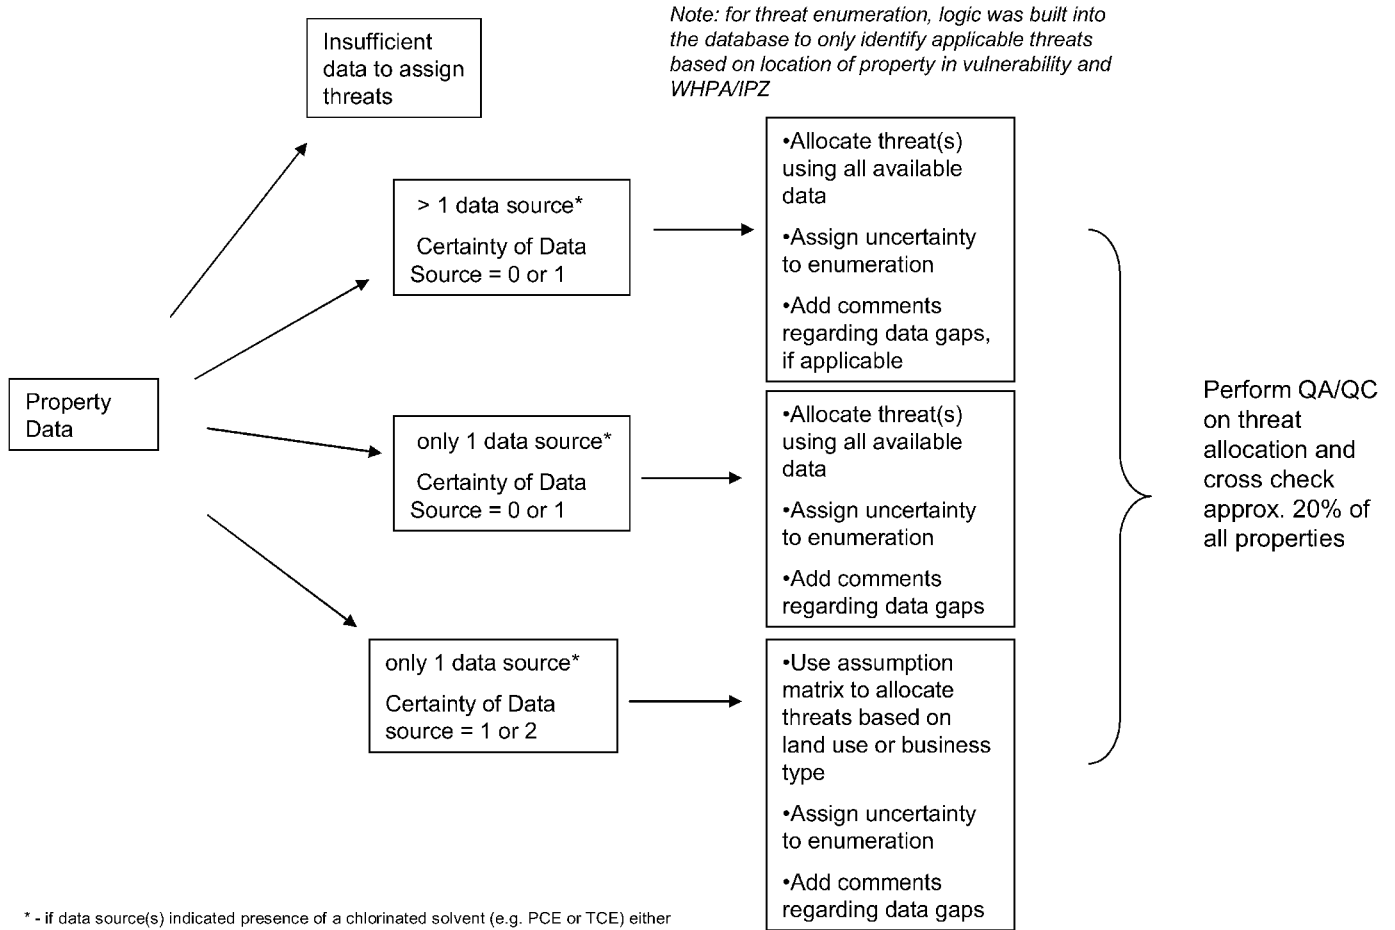 Note: for threat enumeration, logic was built into
the database to only identify applicable threats
based on location of property in vulnerability and
WHPA/IPZ
Insufficient
data to assign
threats
> 1 data source*
Certainty of Data
Source = 0 or 1
•Allocate threat(s)
using all available
data
•Assign uncertainty
to enumeration
•Add comments
regarding data gaps,
if applicable
Property
Data
only 1 data source*
Certainty of Data
Source = 0 or 1
•Allocate threat(s)
using all available
data
•Assign uncertainty
to enumeration
•Add comments
regarding data gaps
only 1 data source*
Certainty of Data
source = 1 or 2
•Use assumption
matrix to allocate
threats based on
land use or business
type
•Assign uncertainty
to enumeration
•Add comments
regarding data gaps
Perform QA/QC
on threat
allocation and
cross check
approx. 20% of
all properties
* - if data source(s) indicated presence of a chlorinated solvent (e.g. PCE or TCE) either